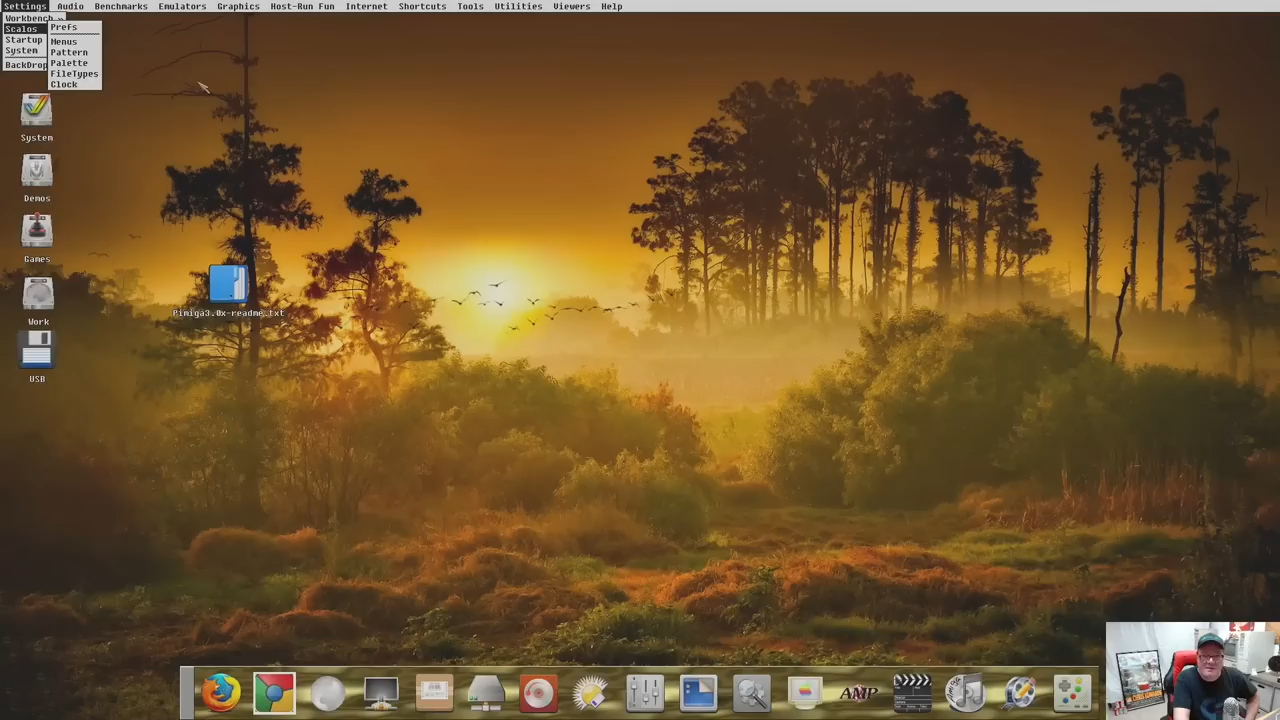 Settings Audio Benchmarks Emulators Graphics Host-Run Fun Internet Shortcuts Tools Utilities Viewers Help
Workbench »
Scalos
Startup
System
BackDrop
Prefs
Menus
Pattern
Palette
FileTypes
Clock
System
Demos
Games
Work
USB
Pimiga3.0x-readme.txt
AMP